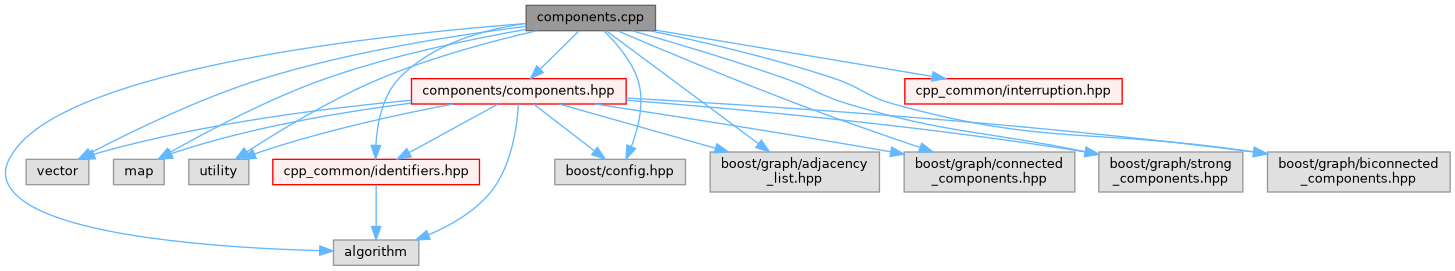 components.cpp
components/components.hpp
cpp_common/interruption.hpp
vector
map
utility
cpp_common/identifiers.hpp
boost/config.hpp
boost/graph/adjacency
_list.hpp
boost/graph/connected
_components.hpp
boost/graph/strong
_components.hpp
boost/graph/biconnected
_components.hpp
algorithm